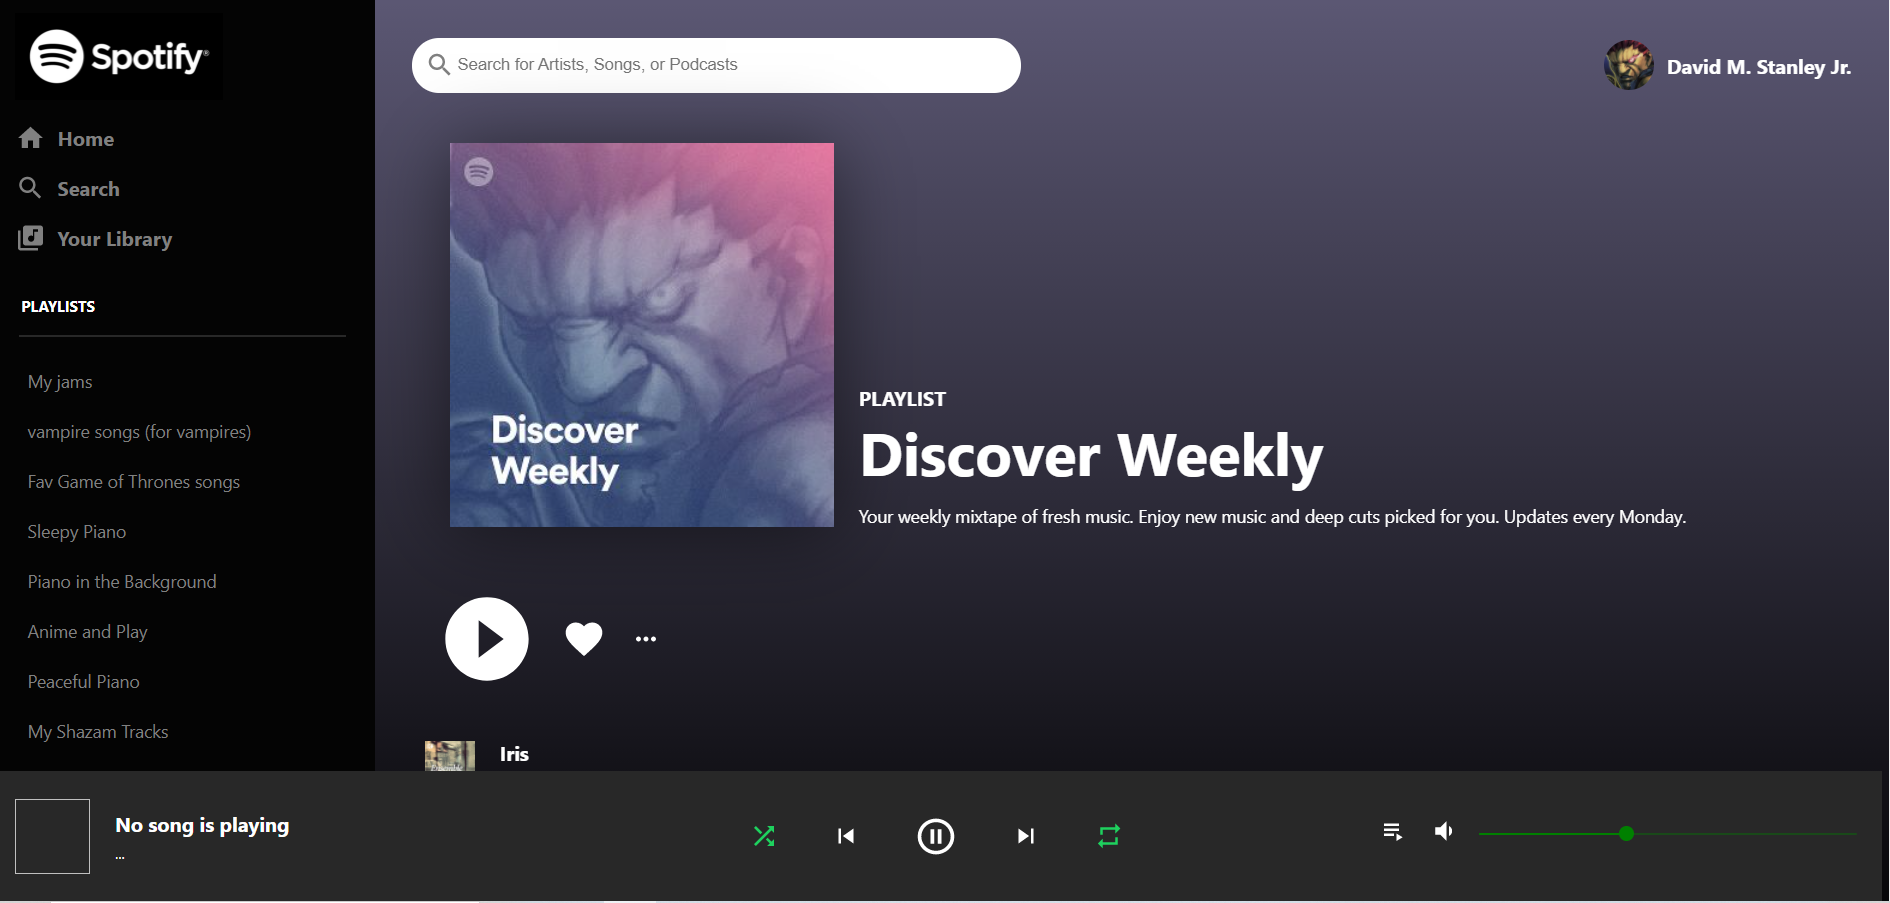 Spotify®
Home
Search
Your Library
PLAYLISTS
My jams
vampire songs (for vampires)
Fav Game of Thrones songs
Sleepy Piano
Piano in the Background
Anime and Play
Peaceful Piano
My Shazam Tracks
Search for Artists, Songs, or Podcasts
David M. Stanley Jr.
Discover
Weekly
PLAYLIST
Discover Weekly
Your weekly mixtape of fresh music. Enjoy new music and deep cuts picked for you. Updates every Monday.
...
Iris
No song is playing
...